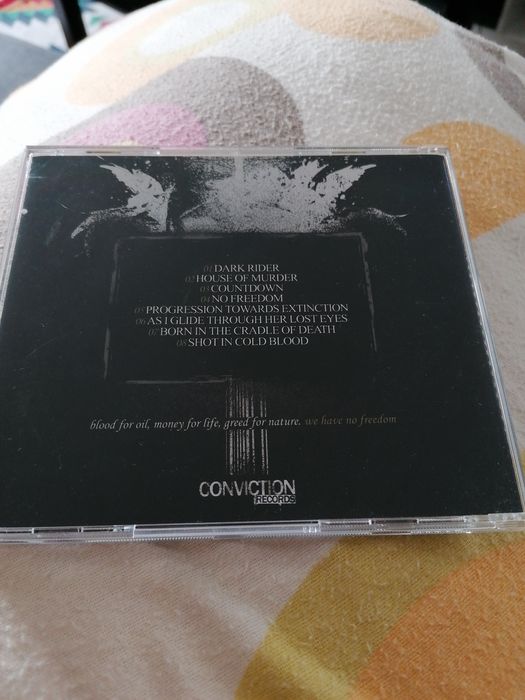 01 DARK RIDER
02 HOUSE OF MURDER
03 COUNTDOWN
04 NO FREEDOM
05 PROGRESSION TOWARDS EXTINCTION
06 AS I GLIDE THROUGH HER LOST EYES
07 BORN IN THE CRADLE OF DEATH
08 SHOT IN COLD BLOOD
blood for oil, money for life, greed for nature. we have no freedom
CONVICTION
RECORDS